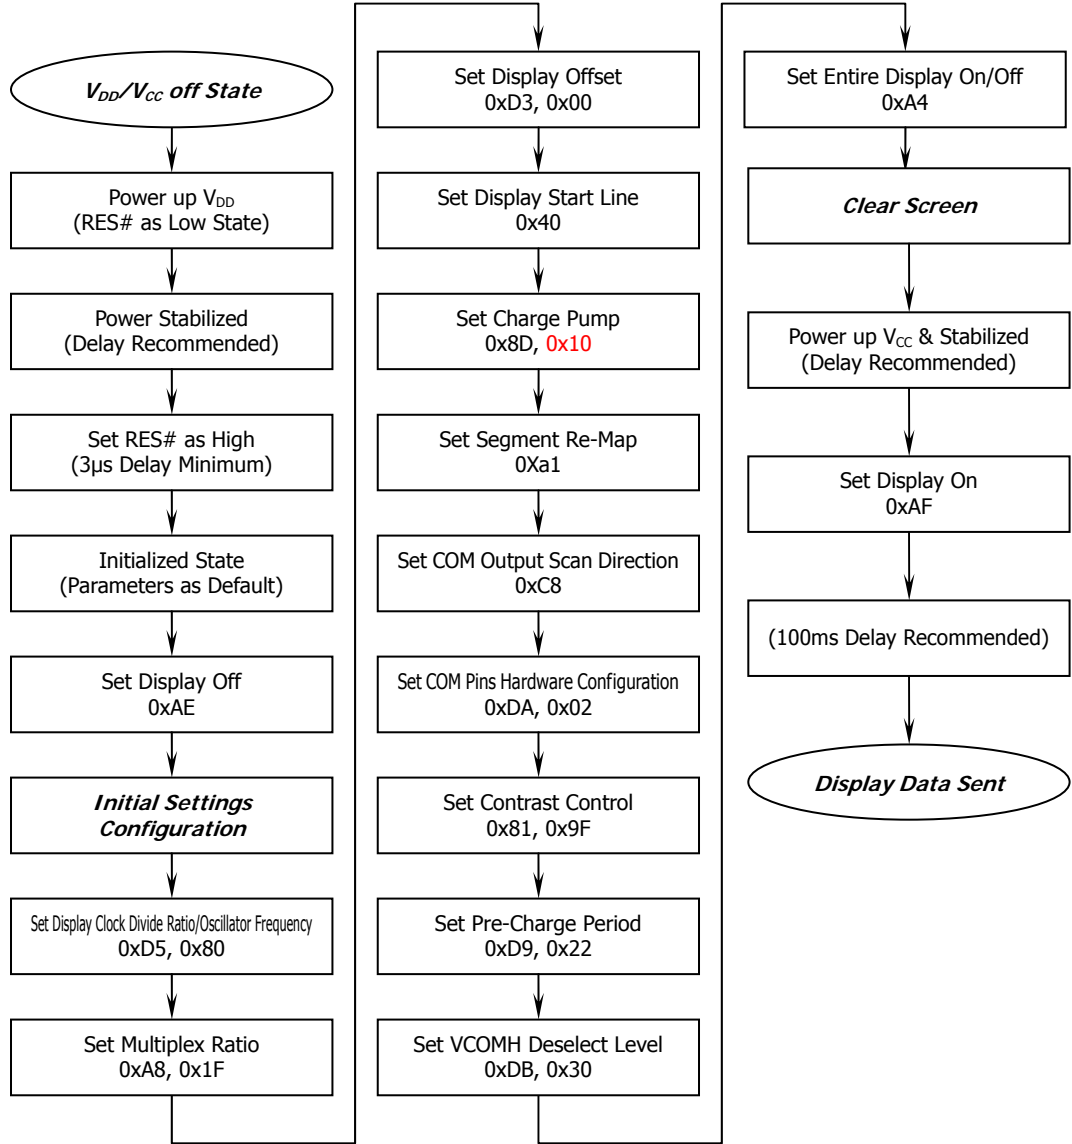 V_DD/V_CC off State
Power up V_DD
(RES# as Low State)
Power Stabilized
(Delay Recommended)
Set RES# as High
(3μs Delay Minimum)
Initialized State
(Parameters as Default)
Set Display Off
0xAE
Initial Settings
Configuration
Set Display Clock Divide Ratio/Oscillator Frequency
0xD5, 0x80
Set Multiplex Ratio
0xA8, 0x1F
Set Display Offset
0xD3, 0x00
Set Display Start Line
0x40
Set Charge Pump
0x8D, 0x10
Set Segment Re-Map
0Xa1
Set COM Output Scan Direction
0xC8
Set COM Pins Hardware Configuration
0xDA, 0x02
Set Contrast Control
0x81, 0x9F
Set Pre-Charge Period
0xD9, 0x22
Set VCOMH Deselect Level
0xDB, 0x30
Set Entire Display On/Off
0xA4
Clear Screen
Power up V_CC & Stabilized
(Delay Recommended)
Set Display On
0xAF
(100ms Delay Recommended)
Display Data Sent